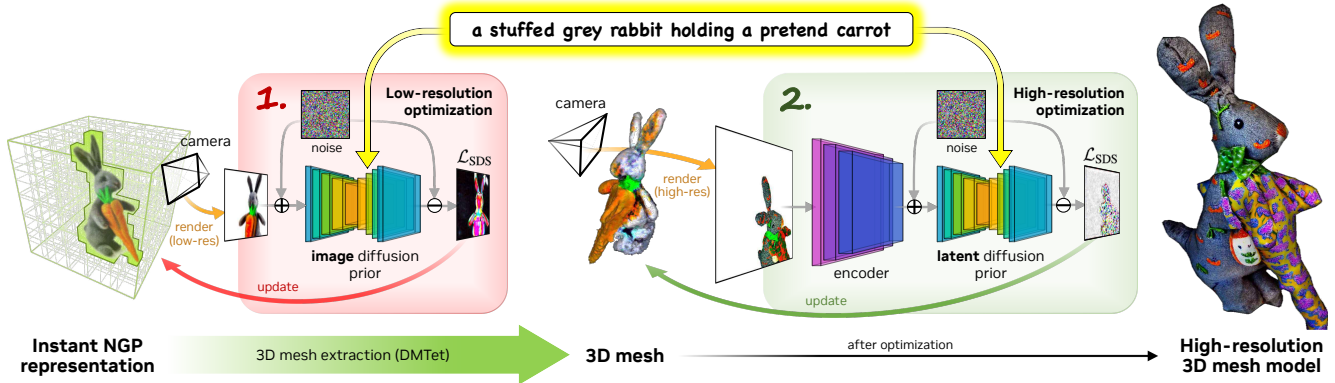 a stuffed grey rabbit holding a pretend carrot
1.
Low-resolution
optimization
camera
noise
ℒSDS
render
(low-res)
image diffusion
prior
update
camera
render
(high-res)
2.
High-resolution
optimization
noise
ℒSDS
encoder
latent diffusion
prior
update
Instant NGP
representation
3D mesh extraction (DMTet)
3D mesh
after optimization
High-resolution
3D mesh model